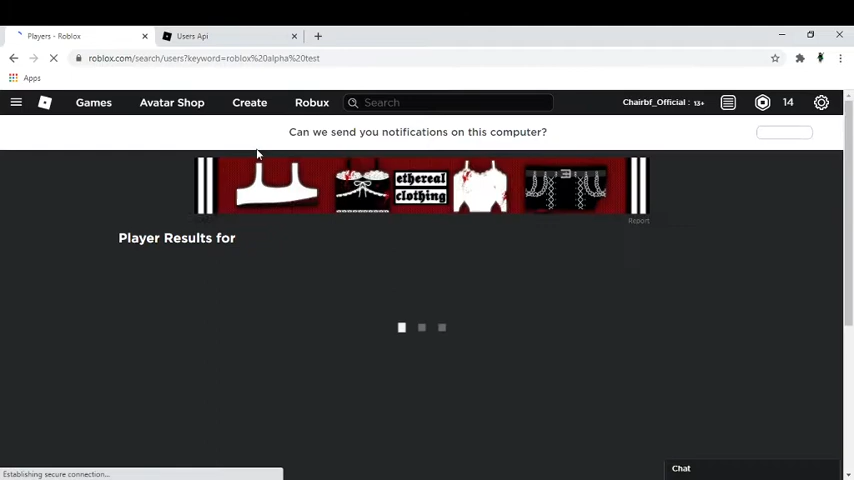 Players - Roblox
Users Api
roblox.com/search/users?keyword=roblox%20alpha%20test
Apps
Games
Avatar Shop
Create
Robux
Search
Chairbf_Official : 13+
14
Can we send you notifications on this computer?
ethereal
clothing
Report
Player Results for
Establishing secure connection...
Chat